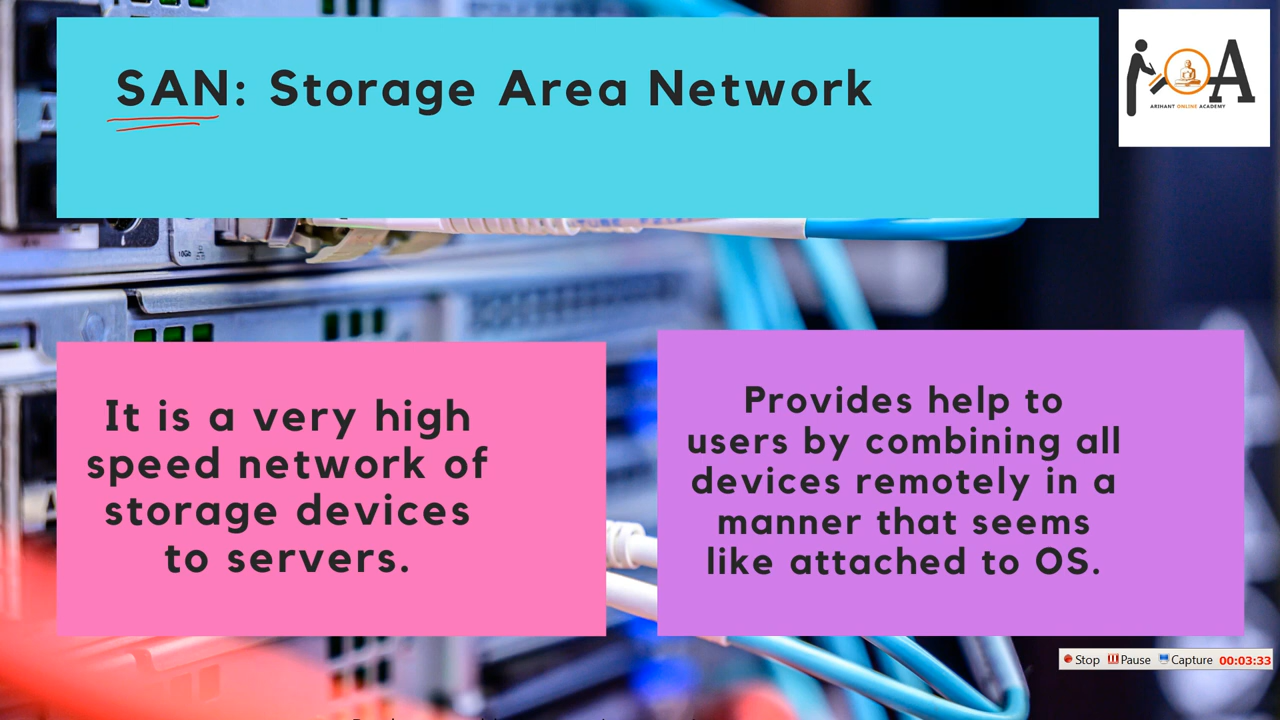 SAN: Storage Area Network
A
ARIHANT ONLINE ACADEMY
It is a very high
speed network of
storage devices
to servers.
Provides help to
users by combining all
devices remotely in a
manner that seems
like attached to OS.
Stop Pause Capture 00:03:33